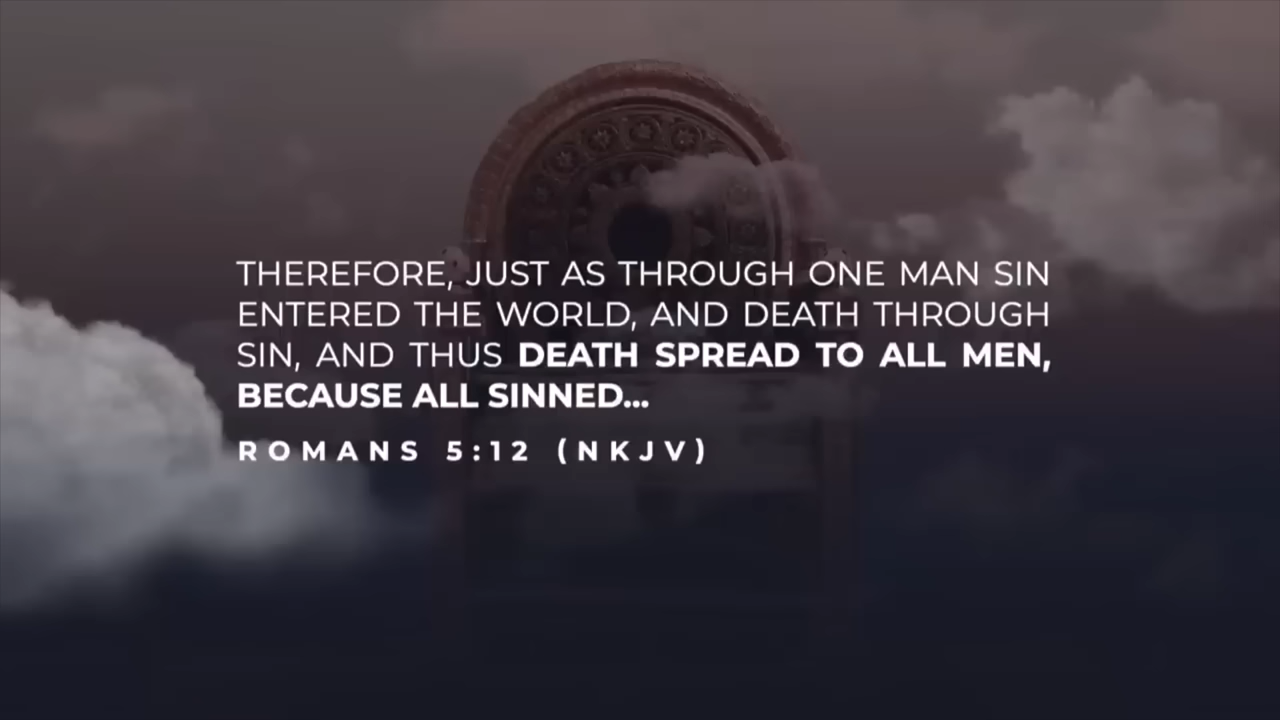 THEREFORE, JUST AS THROUGH ONE MAN SIN
ENTERED THE WORLD, AND DEATH THROUGH
SIN, AND THUS DEATH SPREAD TO ALL MEN,
BECAUSE ALL SINNED...
ROMANS 5:12 (NKJV)